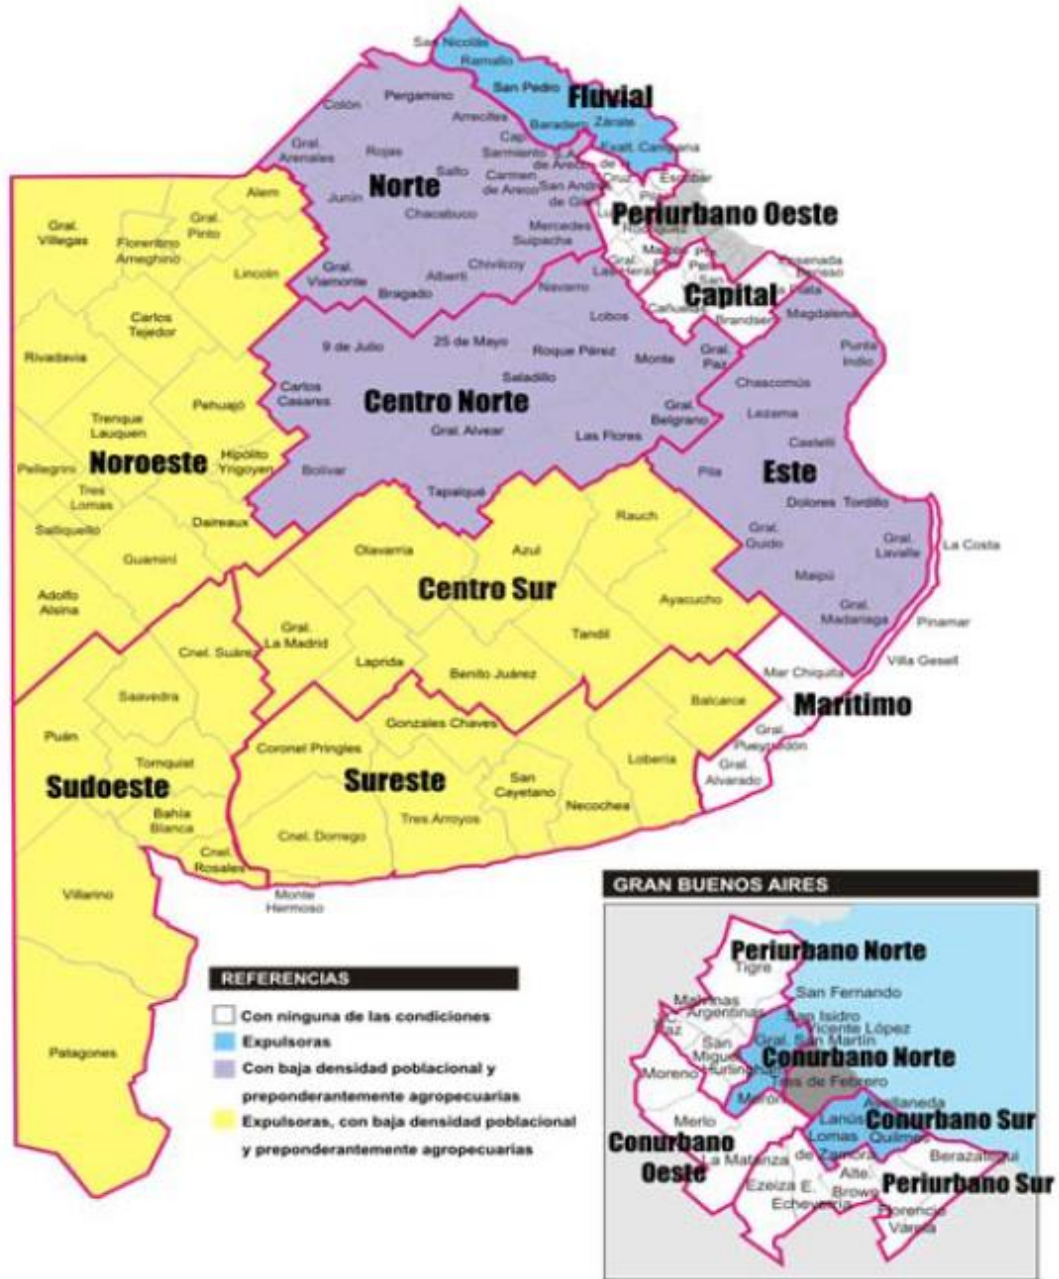 San Nicolás
Ramallo
San Pedro
Fluvial
Baradero
Zárate
Campana
Colón
Pergamino
Arrecifes
Cap.
Sarmiento
Gral.
Arenales
Rojas
Salto
Carmen
de Areco
San Andrés
de Giles
Norte
Junín
Chacabuco
Mercedes
Suipacha
Chivilcoy
Alberti
Bragado
Gral.
Viamonte
Navarro
Escobar
Periurbano Oeste
Capital
Brandsen
Ensenada
Berisso
La Plata
Magdalena
Punta
Indio
Alem
Gral.
Villegas
Florentino
Ameghino
Gral.
Pinto
Lincoln
Carlos
Tejedor
Rivadavia
Pehuajó
Trenque
Lauquen
Noroeste
Pellegrini
Hipólito
Yrigoyen
Tres
Lomas
Salliqueló
Daireaux
Guaminí
Adolfo
Alsina
Lobos
9 de Julio
25 de Mayo
Roque Pérez
Monte
Gral.
Paz
Saladillo
Carlos
Casares
Centro Norte
Gral. Alvear
Gral.
Belgrano
Las Flores
Bolívar
Tapalqué
Chascomús
Lezama
Castelli
Pila
Este
Dolores
Tordillo
Gral.
Guido
Gral.
Lavalle
La Costa
Maipú
Gral.
Madariaga
Pinamar
Villa Gesell
Rauch
Olavarría
Azul
Centro Sur
Ayacucho
Gral.
La Madrid
Tandil
Laprida
Benito Juárez
Cnel. Suárez
Saavedra
Puán
Tornquist
Sudoeste
Bahía
Blanca
Cnel.
Rosales
Villarino
Patagones
Mar Chiquita
Marítimo
Balcarce
Gral.
Pueyrredón
Gral.
Alvarado
Gonzales Chaves
Coronel Pringles
Sureste
San
Cayetano
Lobería
Necochea
Tres Arroyos
Cnel. Dorrego
Monte
Hermoso
REFERENCIAS
Con ninguna de las condiciones
Expulsoras
Con baja densidad poblacional y
preponderantemente agropecuarias
Expulsoras, con baja densidad poblacional
y preponderantemente agropecuarias
GRAN BUENOS AIRES
Periurbano Norte
Tigre
San Fernando
Malvinas
Argentinas
San Isidro
Vicente López
Gral. San Martín
San
Miguel
Conurbano Norte
Hurlingham
Moreno
Tres de Febrero
Morón
Avellaneda
Lanús
Conurbano Sur
Merlo
Lomas
de Zamora
Quilmes
Conurbano
Oeste
La Matanza
Berazategui
Alte.
Brown
Periurbano Sur
Ezeiza
E.
Echeverría
Florencio
Varela